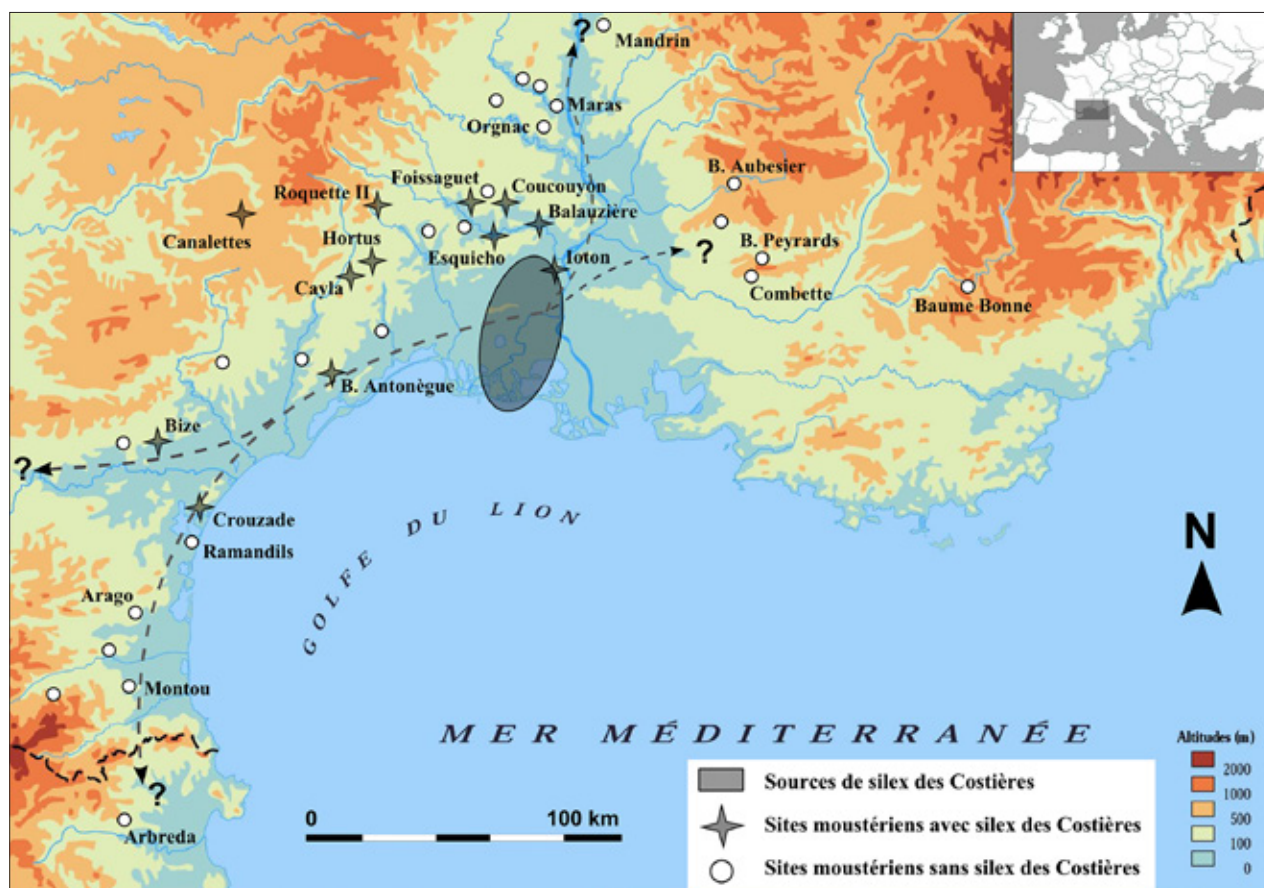 ?
Mandrin
Maras
Orgnac
B. Aubesier
Foissaguet
Coucouyon
Roquette II
Balauzière
Canalettes
Hortus
Esquicho
Ioton
B. Peyrards
?
Cayla
Combette
Baume Bonne
B. Antonègue
Bize
?
Crouzade
Ramandils
GOLFE DU LION
N
Arago
Montou
MER MÉDITERRANÉE
?
Arbreda
0 100 km
Sources de silex des Costières
Sites moustériens avec silex des Costières
Sites moustériens sans silex des Costières
Altitudes (m)
2000
1000
500
100
0